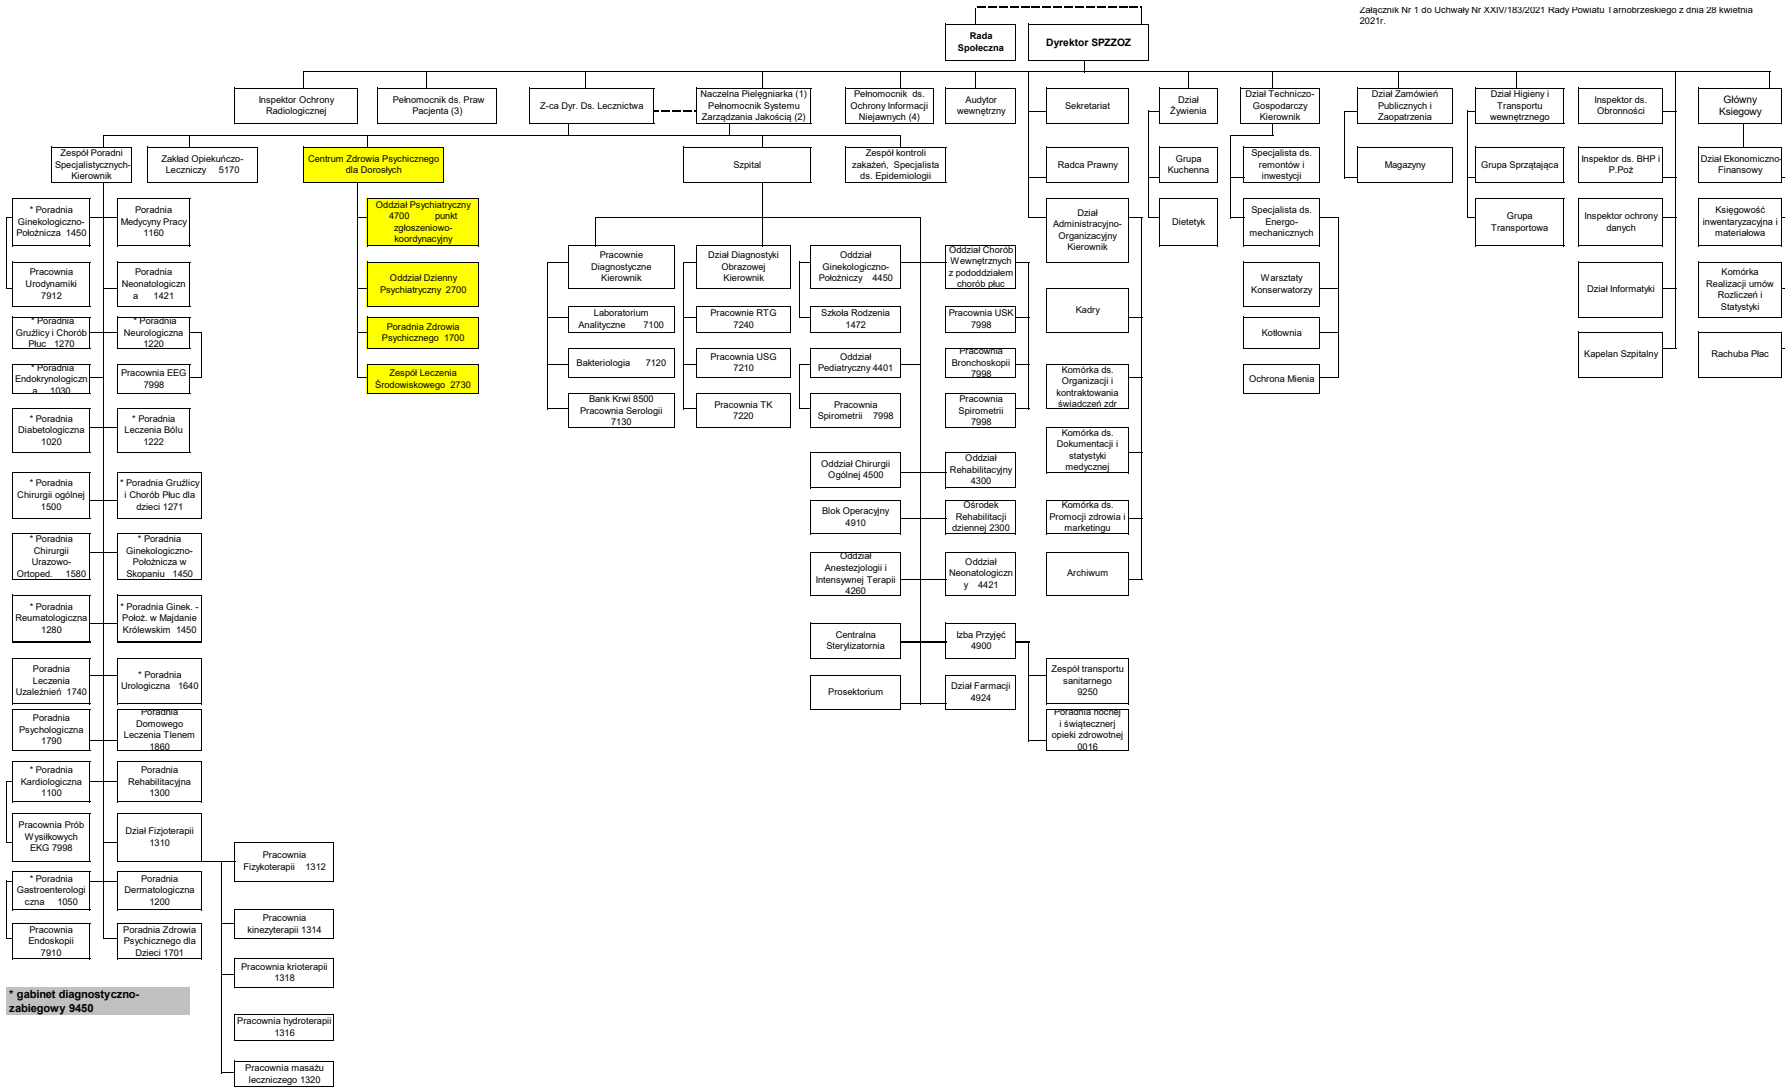 Załącznik Nr 1 do Uchwały Nr XXIV/183/2021 Rady Powiatu Tarnobrzeskiego z dnia 28 kwietnia
2021r.
Rada
Społeczna
Dyrektor SPZZOZ
Inspektor Ochrony
Radiologicznej
Pełnomocnik ds. Praw
Pacjenta (3)
Z-ca Dyr. Ds. Lecznictwa
Naczelna Pielęgniarka (1)
Pełnomocnik Systemu
Zarządzania Jakością (2)
Pełnomocnik ds.
Ochrony Informacji
Niejawnych (4)
Audytor
wewnętrzny
Sekretariat
Dział
Żywienia
Dział Techniczo-
Gospodarczy
Kierownik
Dział Zamówień
Publicznych i
Zaopatrzenia
Dział Higieny i
Transportu
wewnętrznego
Inspektor ds.
Obronności
Główny
Ksiegowy
Zespół Poradni
Specjalistycznych-
Kierownik
Zakład Opiekuńczo-
Leczniczy 5170
Centrum Zdrowia Psychicznego
dla Dorosłych
Szpital
Zespół kontroli
zakażeń, Specjalista
ds. Epidemiologii
Radca Prawny
Grupa
Kuchenna
Specjalista ds.
remontów i
inwestycji
Magazyny
Grupa Sprzątająca
Inspektor ds. BHP i
P.Poż
Dział Ekonomiczno-
Finansowy
* Poradnia
Ginekologiczno-
Położnicza 1450
Poradnia
Medycyny Pracy
1160
Oddział Psychiatryczny
4700 punkt
zgłoszeniowo-
koordynacyjny
Dział
Administracyjno-
Organizacyjny
Kierownik
Dietetyk
Specjalista ds.
Energo-
mechanicznych
Grupa
Transportowa
Inspektor ochrony
danych
Księgowość
inwentaryzacyjna i
materiałowa
Pracownia
Urodynamiki
7912
Poradnia
Neonatologiczn
a 1421
Oddział Dzienny
Psychiatryczny 2700
Pracownie
Diagnostyczne
Kierownik
Dział Diagnostyki
Obrazowej
Kierownik
Oddział
Ginekologiczno-
Położniczy 4450
Oddział Chorób
Wewnętrznych
z pododdziałem
chorób płuc
Kadry
Warsztaty
Konserwatorzy
Dział Informatyki
Komórka
Realizacji umów
Rozliczeń i
Statystyki
* Poradnia
Gruźlicy i Chorób
Płuc 1270
* Poradnia
Neurologiczna
1220
Poradnia Zdrowia
Psychicznego 1700
Laboratorium
Analityczne 7100
Pracownie RTG
7240
Szkoła Rodzenia
1472
Pracownia USK
7998
Kotłownia
Kapelan Szpitalny
Rachuba Płac
* Poradnia
Endokrynologiczn
a 1030
Pracownia EEG
7998
Zespół Leczenia
Środowiskowego 2730
Bakteriologia 7120
Pracownia USG
7210
Oddział
Pediatryczny 4401
Pracownia
Bronchoskopii
7998
Komórka ds.
Organizacji i
kontraktowania
świadczeń zdr
Ochrona Mienia
* Poradnia
Diabetologiczna
1020
* Poradnia
Leczenia Bólu
1222
Bank Krwi 8500
Pracownia Serologii
7130
Pracownia TK
7220
Pracownia
Spirometrii 7998
Pracownia
Spirometrii
7998
Komórka ds.
Dokumentacji i
statystyki
medycznej
* Poradnia
Chirurgii ogólnej
1500
* Poradnia Gruźlicy
i Chorób Płuc dla
dzieci 1271
Oddział Chirurgii
Ogólnej 4500
Oddział
Rehabilitacyjny
4300
Blok Operacyjny
4910
Ośrodek
Rehabilitacji
dziennej 2300
Komórka ds.
Promocji zdrowia i
marketingu
* Poradnia
Chirurgii
Urazowo-
Ortoped. 1580
* Poradnia
Ginekologiczno-
Położnicza w
Skopaniu 1450
Oddział
Anestezjologii i
Intensywnej Terapii
4260
Oddział
Neonatologiczn
y 4421
Archiwum
* Poradnia
Reumatologiczna
1280
* Poradnia Ginek. -
Położ. w Majdanie
Królewskim 1450
Centralna
Sterylizatornia
Izba Przyjęć
4900
Poradnia
Leczenia
Uzależnień 1740
* Poradnia
Urologiczna 1640
Prosektorium
Dział Farmacji
4924
Zespół transportu
sanitarnego
9250
Poradnia
Psychologiczna
1790
Poradnia
Domowego
Leczenia Tlenem
1860
Poradnia nocnej
i świątecznerj
opieki zdrowotnej
0016
* Poradnia
Kardiologiczna
1100
Poradnia
Rehabilitacyjna
1300
Pracownia Prób
Wysiłkowych
EKG 7998
Dział Fizjoterapii
1310
Pracownia
Fizykoterapii 1312
* Poradnia
Gastroenterologi
czna 1050
Poradnia
Dermatologiczna
1200
Pracownia
kinezyterapii 1314
Pracownia
Endoskopii
7910
Poradnia Zdrowia
Psychicznego dla
Dzieci 1701
Pracownia krioterapii
1318
* gabinet diagnostyczno-
zabiegowy 9450
Pracownia hydroterapii
1316
Pracownia masażu
leczniczego 1320